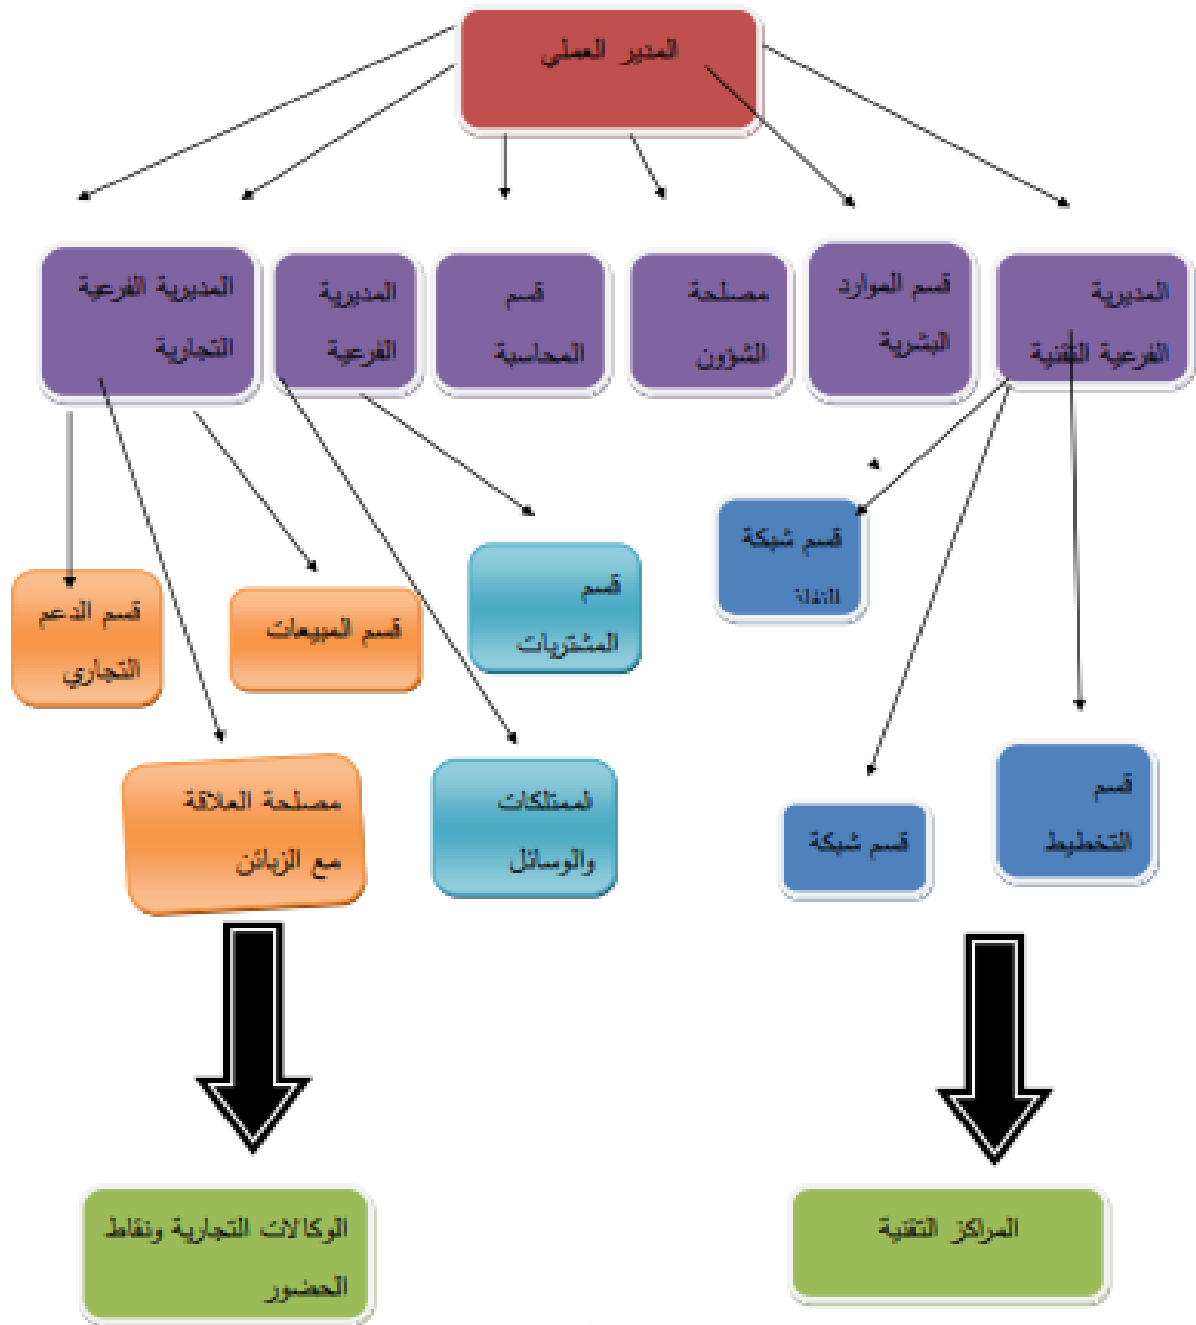 المدير العملي
المديرية
الفرعية التقنية
قسم الموارد
البشرية
مصلحة
الشؤون
قسم
المحاسبة
المديرية
الفرعية
المديرية الفرعية
التجارية
قسم شبكة
قسم
المشتريات
قسم المبيعات
قسم الدعم
التجاري
قسم
التخطيط
قسم شبكة
الممتلكات
والوسائل
مصلحة العلاقة
مع الزبائن
المراكز التقنية
الوكالات التجارية ونقاط
الحضور